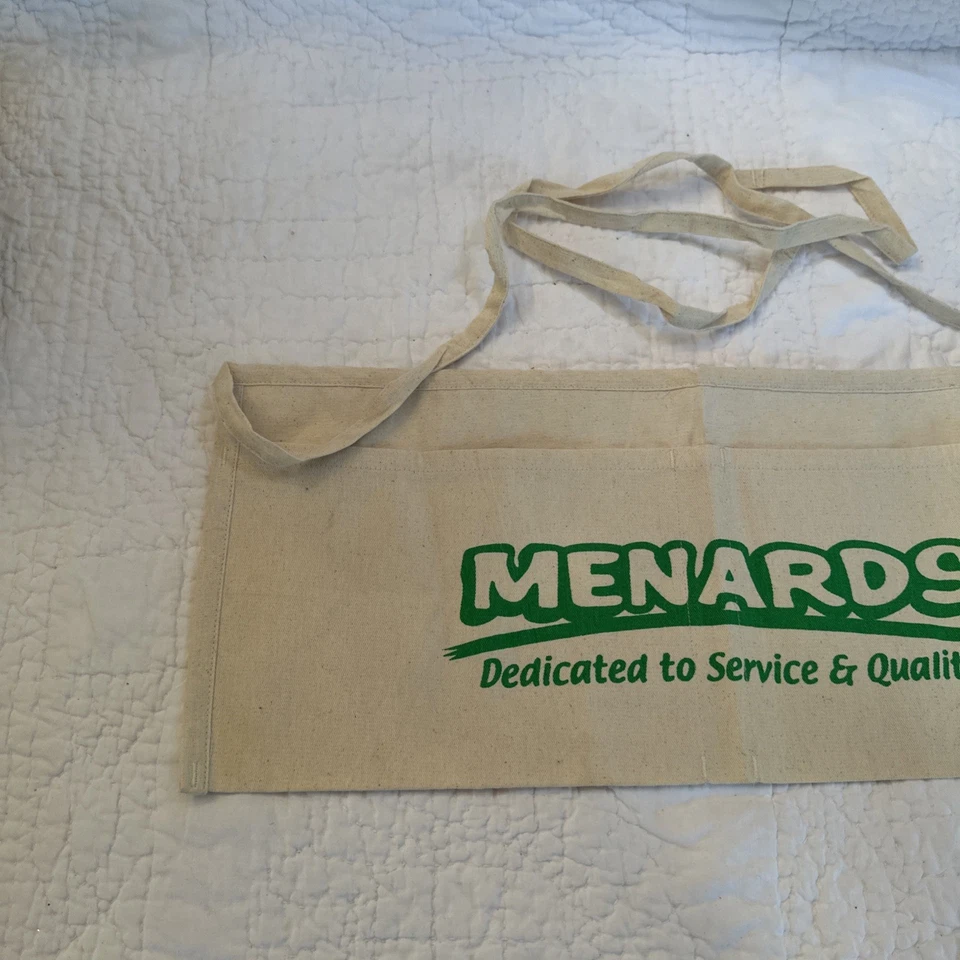 MENARDS
Dedicated to Service & Qualit